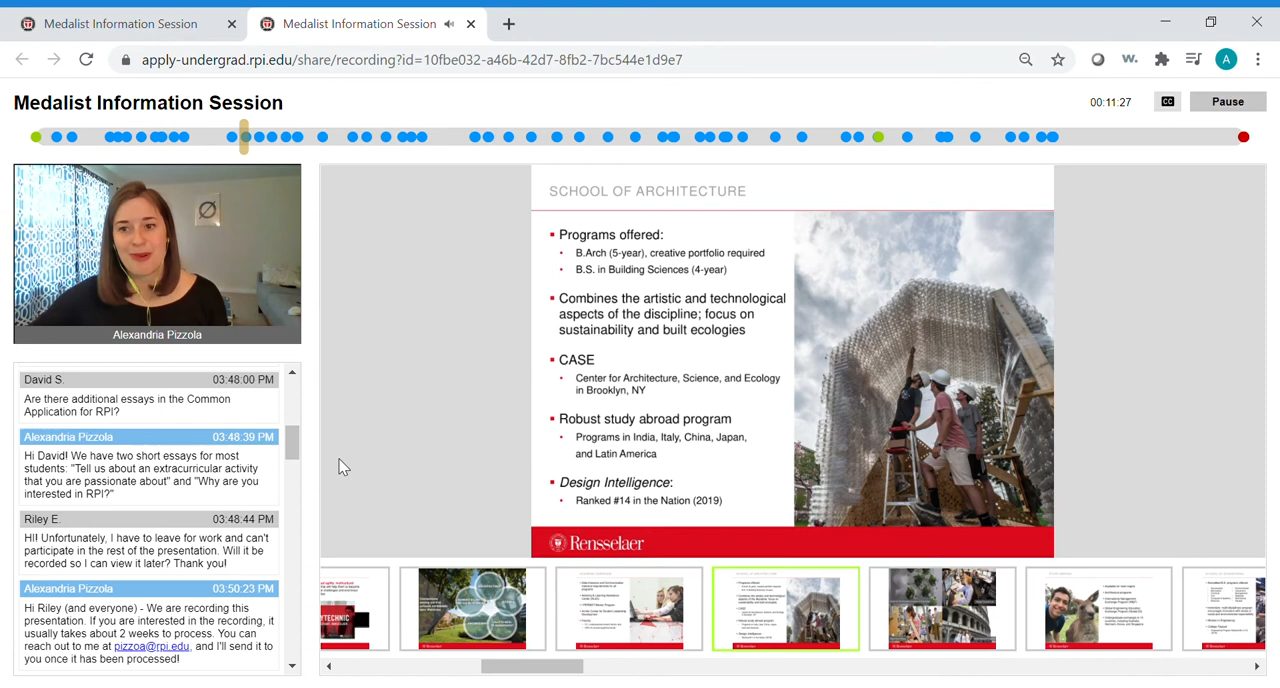 Medalist Information Session
Medalist Information Session
apply-undergrad.rpi.edu/share/recording?id=10fbe032-a46b-42d7-8fb2-7bc544e1d9e7
W.
A
Medalist Information Session
00:11:27
CC
Pause
Alexandria Pizzola
David S. 03:48:00 PM
Are there additional essays in the Common
Application for RPI?
Alexandria Pizzola 03:48:39 PM
Hi David! We have two short essays for most
students: "Tell us about an extracurricular activity
that you are passionate about" and "Why are you
interested in RPI?"
Riley E. 03:48:44 PM
HI! Unfortunately, I have to leave for work and can't
participate in the rest of the presentation. Will it be
recorded so I can view it later? Thank you!
Alexandria Pizzola 03:50:23 PM
Hi Riley (and everyone) - We are recording this
presentation. If you are interested in the recording, it
usually takes about 2 weeks to process. You can
reach out to me at pizzoa@rpi.edu, and I'll send it to
you once it has been processed!
SCHOOL OF ARCHITECTURE
Programs offered:
B.Arch (5-year), creative portfolio required
B.S. in Building Sciences (4-year)
Combines the artistic and technological
aspects of the discipline; focus on
sustainability and built ecologies
CASE
Center for Architecture, Science, and Ecology
in Brooklyn, NY
Robust study abroad program
Programs in India, Italy, China, Japan,
and Latin America
Design Intelligence:
Ranked #14 in the Nation (2019)
Rensselaer